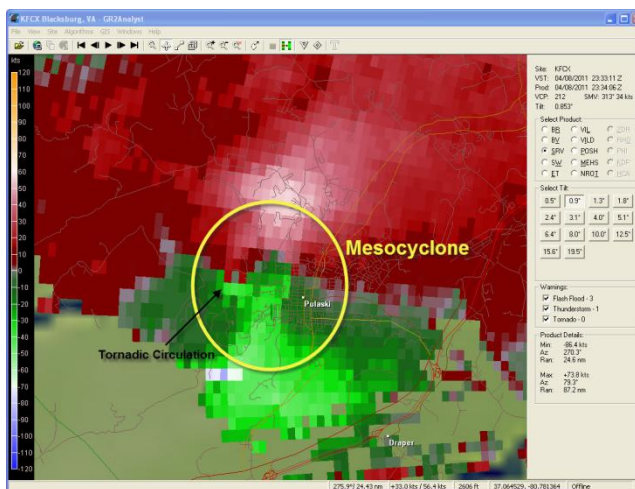 KFCX Blacksburg, VA - GR2Analyst
File View Site Algorithms GIS Windows Help
kts
120
110
100
90
80
70
60
50
40
30
20
10
0
-10
-20
-30
-40
-50
-60
-70
-80
-90
-100
-110
-120
Mesocyclone
Pulaski
Tornadic Circulation
Draper
Site: KFCX
VST: 04/08/2011 23:33:11 Z
Prod: 04/08/2011 23:34:06 Z
VCP: 212 SMV: 313° 34 kts
Tilt: 0.853°
Select Product
BR VIL ZDR
BV VILD RHO
SRV POSH PHI
SW MEHS KDP
ET NROT HCA
Select Tilt
0.5° 0.9° 1.3° 1.8°
2.4° 3.1° 4.0° 5.1°
6.4° 8.0° 10.0° 12.5°
15.6° 19.5°
Warnings:
Flash Flood - 3
Thunderstorm - 1
Tornado - 0
Product Details:
Min: -86.4 kts
Az: 270.3°
Ran: 24.6 nm
Max: +73.8 kts
Az: 79.3°
Ran: 87.2 nm
275.9°/ 24.43 nm +33.0 kts / 56.4 kts 2606 ft 37.064529, -80.781364 Offline